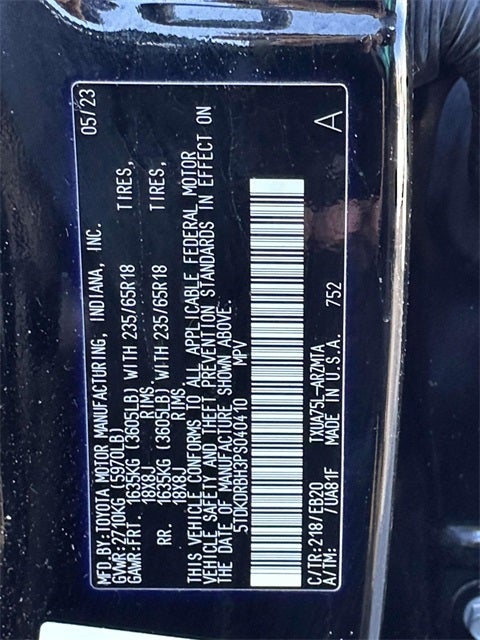 MFD.BY:TOYOTA MOTOR MANUFACTURING, INDIANA, INC. 05/23
GVWR:2710KG (5970LB)
GAWR:FRT. 1635KG (3605LB) WITH 235/65R18 TIRES,
18X8J RIMS,
RR. 1635KG (3605LB) WITH 235/65R18 TIRES,
18X8J RIMS
THIS VEHICLE CONFORMS TO ALL APPLICABLE FEDERAL MOTOR
VEHICLE SAFETY AND THEFT PREVENTION STANDARDS IN EFFECT ON
THE DATE OF MANUFACTURE SHOWN ABOVE.
5TDKDRBH3PS040410 MPV
C/TR:218/EB20 TXUA75L-ARZMTA A
A/TM: /UAB1F MADE IN U.S.A. 752